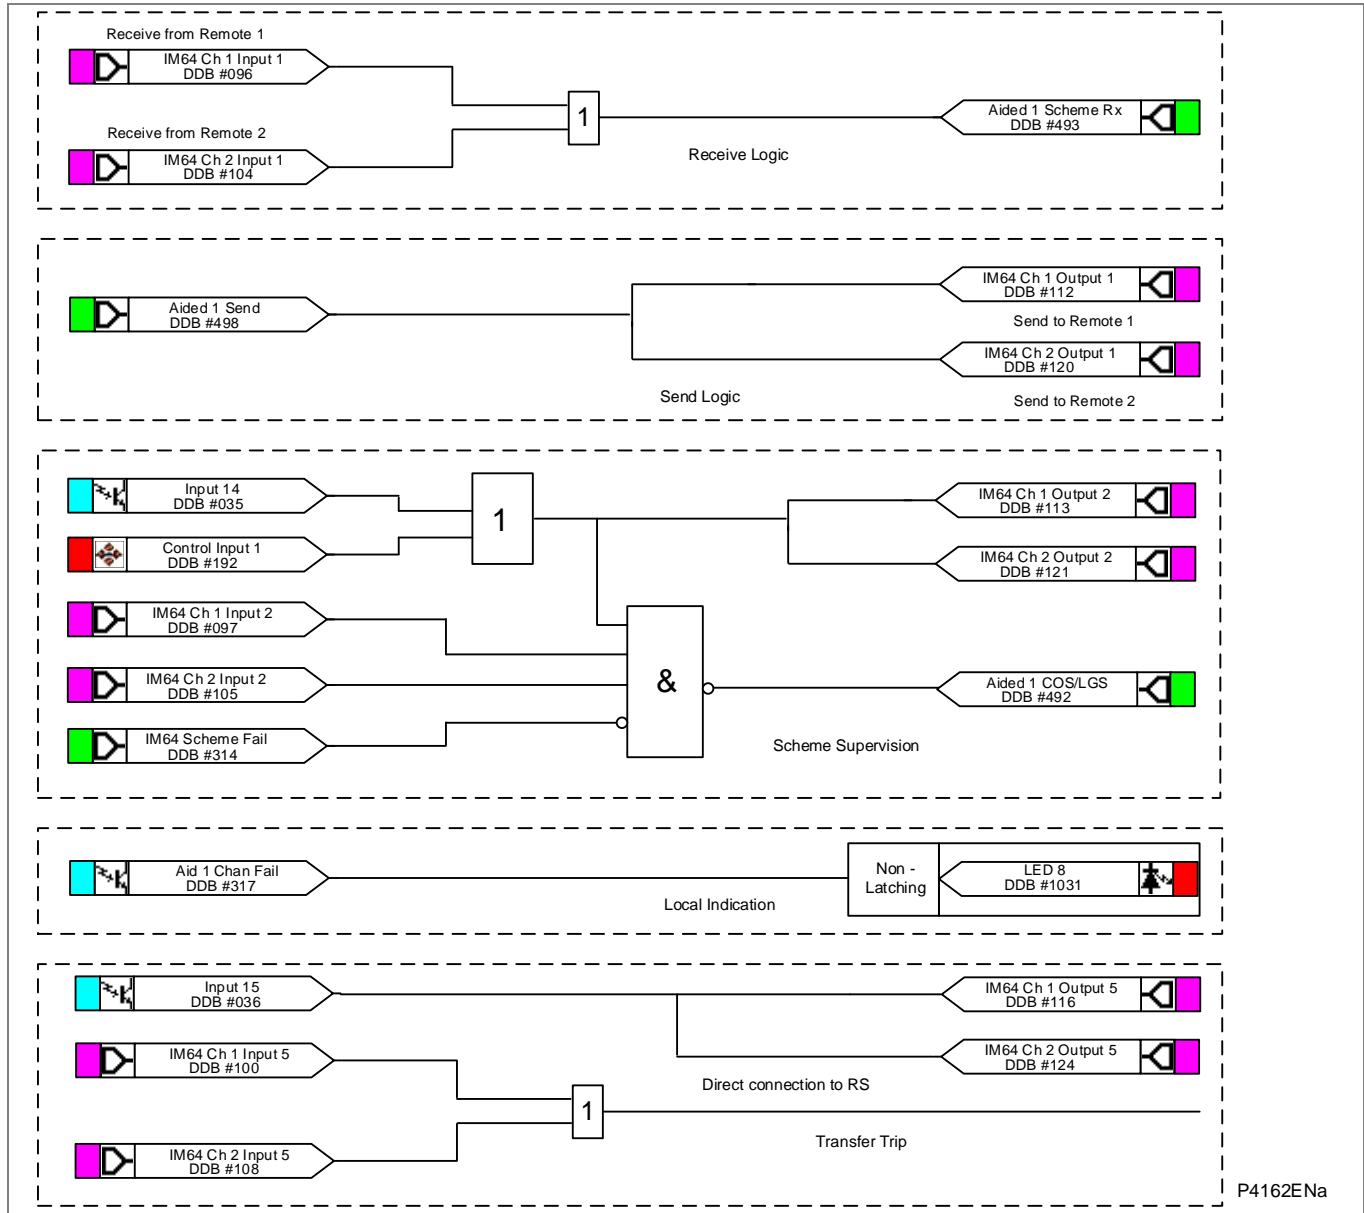 Receive from Remote 1
IM64 Ch 1 Input 1
DDB #096
Receive from Remote 2
IM64 Ch 2 Input 1
DDB #104
1
Receive Logic
Aided 1 Scheme Rx
DDB #493
Aided 1 Send
DDB #498
Send Logic
IM64 Ch 1 Output 1
DDB #112
Send to Remote 1
IM64 Ch 2 Output 1
DDB #120
Send to Remote 2
Input 14
DDB #035
Control Input 1
DDB #192
IM64 Ch 1 Input 2
DDB #097
IM64 Ch 2 Input 2
DDB #105
IM64 Scheme Fail
DDB #314
1
&
IM64 Ch 1 Output 2
DDB #113
IM64 Ch 2 Output 2
DDB #121
Aided 1 COS/LGS
DDB #492
Scheme Supervision
Aid 1 Chan Fail
DDB #317
Local Indication
Non -
Latching
LED 8
DDB #1031
Input 15
DDB #036
IM64 Ch 1 Input 5
DDB #100
IM64 Ch 2 Input 5
DDB #108
1
IM64 Ch 1 Output 5
DDB #116
IM64 Ch 2 Output 5
DDB #124
Direct connection to RS
Transfer Trip
P4162ENa